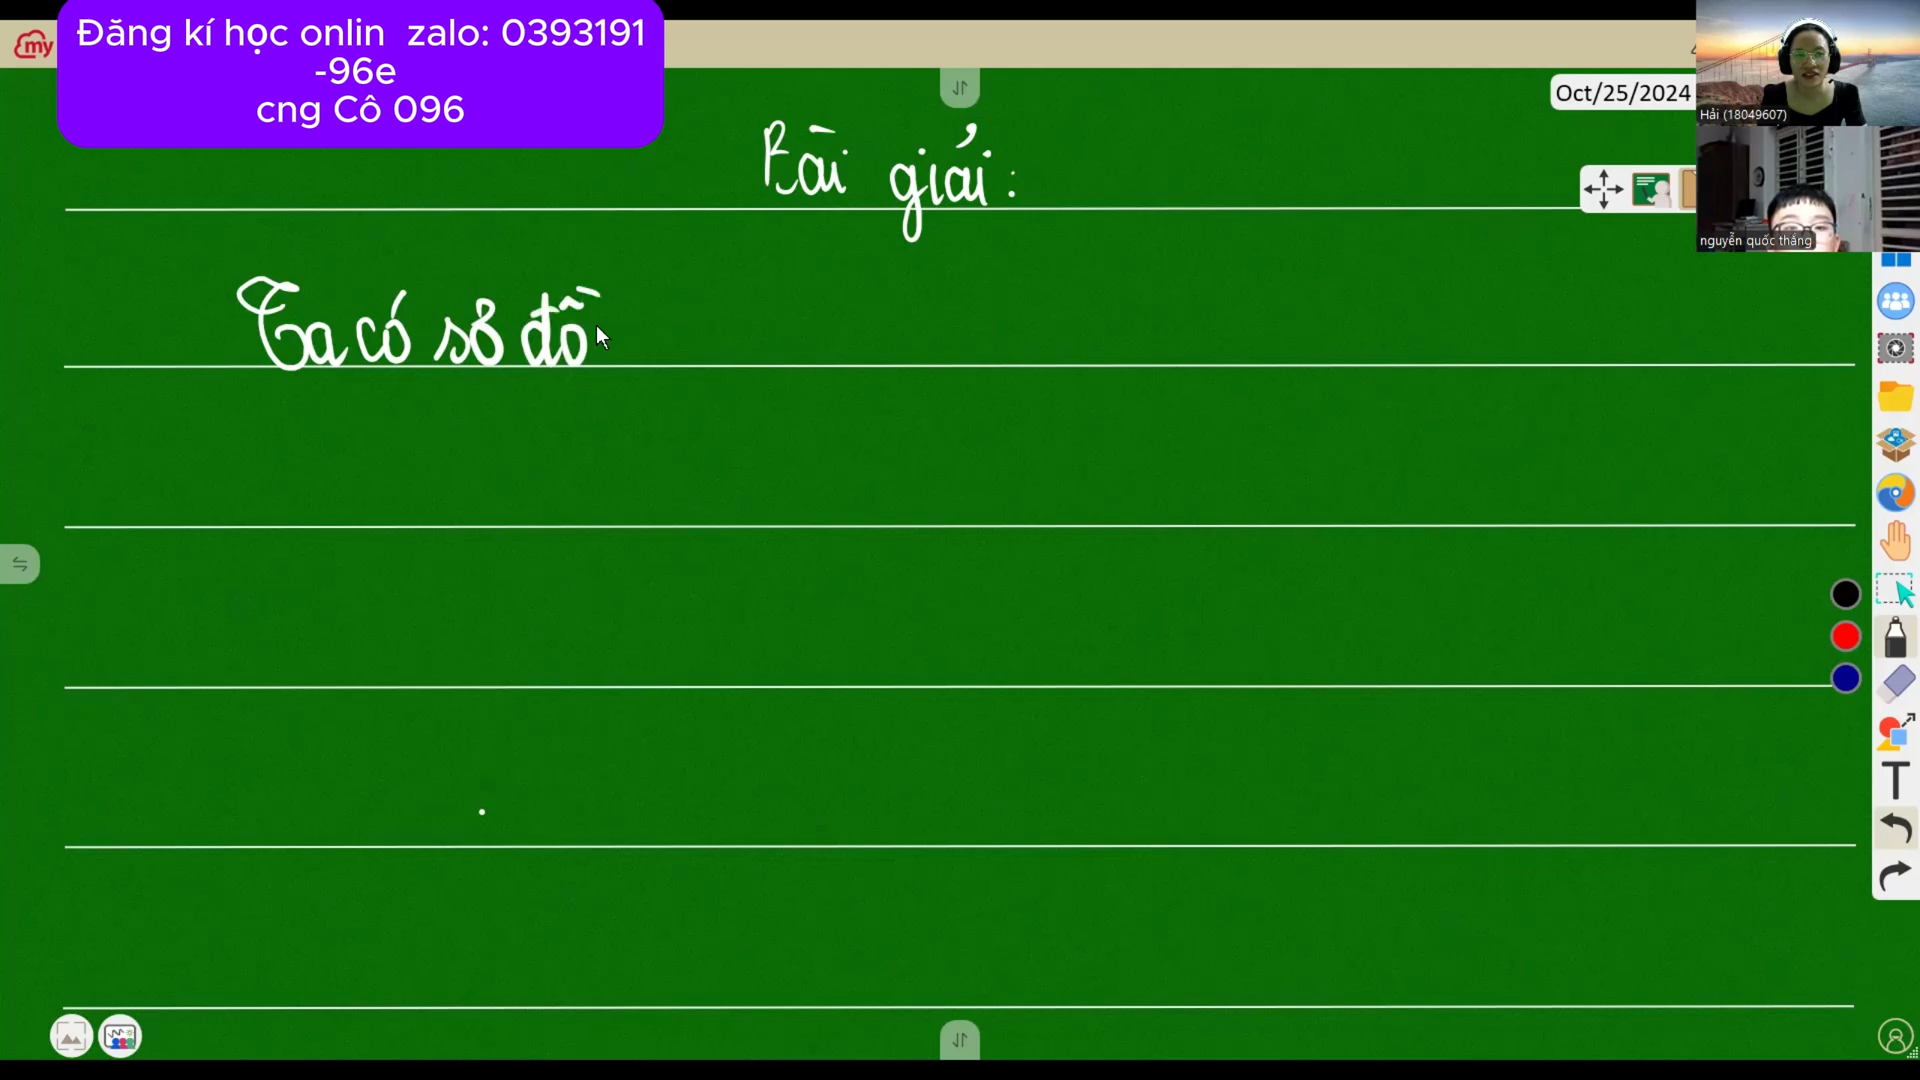 my
Đăng kí học onlin zalo: 0393191
-96e
cng Cô 096
Oct/25/2024
Hải (18049607)
nguyễn quốc thắng
Bài giải:
Ta có sơ đồ
T